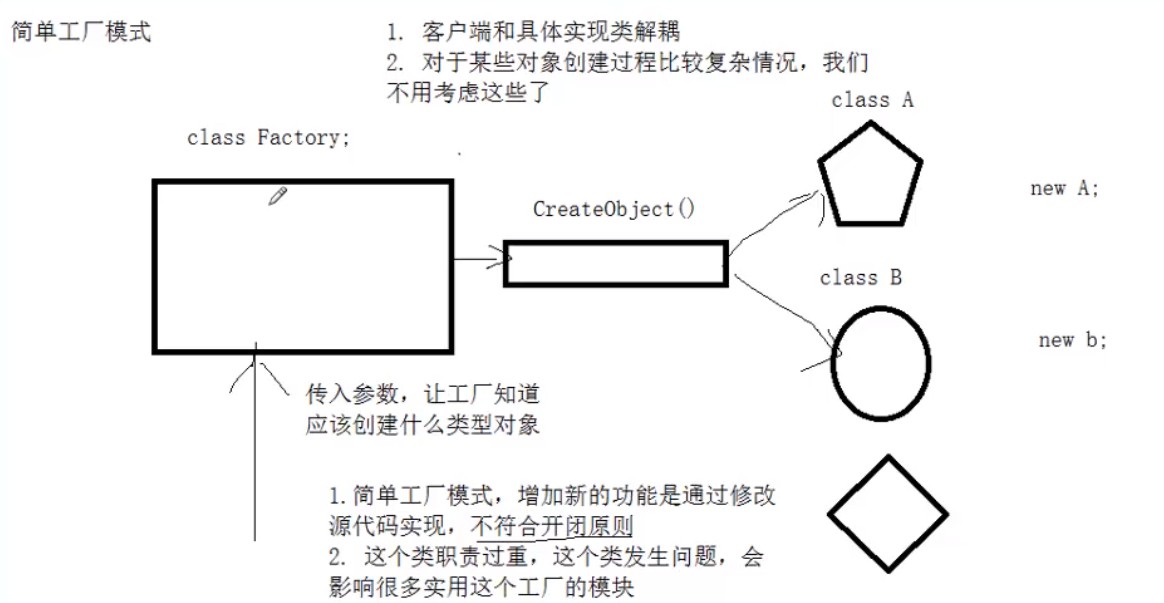 简单工厂模式
1. 客户端和具体实现类解耦
2. 对于某些对象创建过程比较复杂情况，我们
不用考虑这些了
class A
class Factory;
new A;
CreateObject()
class B
new b;
传入参数，让工厂知道
应该创建什么类型对象
1.简单工厂模式，增加新的功能是通过修改
源代码实现，不符合开闭原则
2. 这个类职责过重，这个类发生问题，会
影响很多实用这个工厂的模块